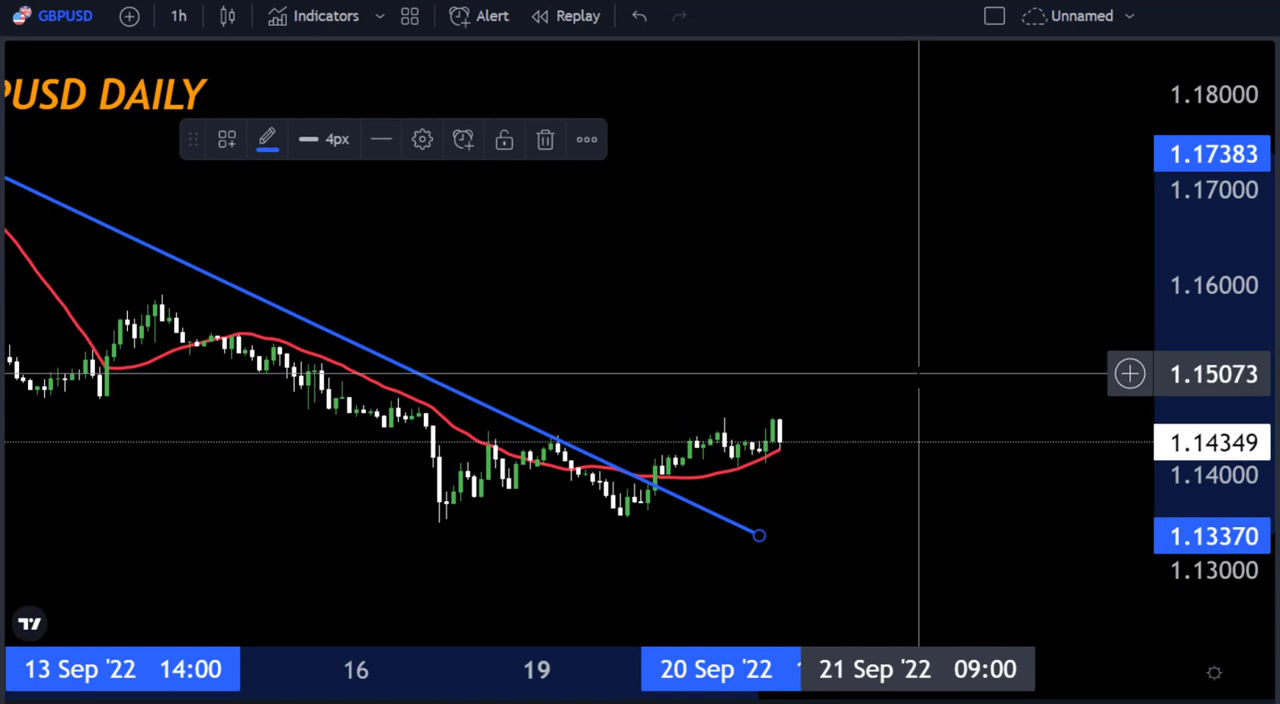 GBPUSD 1h Indicators Alert Replay Unnamed
PUSD DAILY
4px
1.18000
1.17383
1.17000
1.16000
1.15073
1.14349
1.14000
1.13370
1.13000
13 Sep '22 14:00 16 19 20 Sep '22 21 Sep '22 09:00